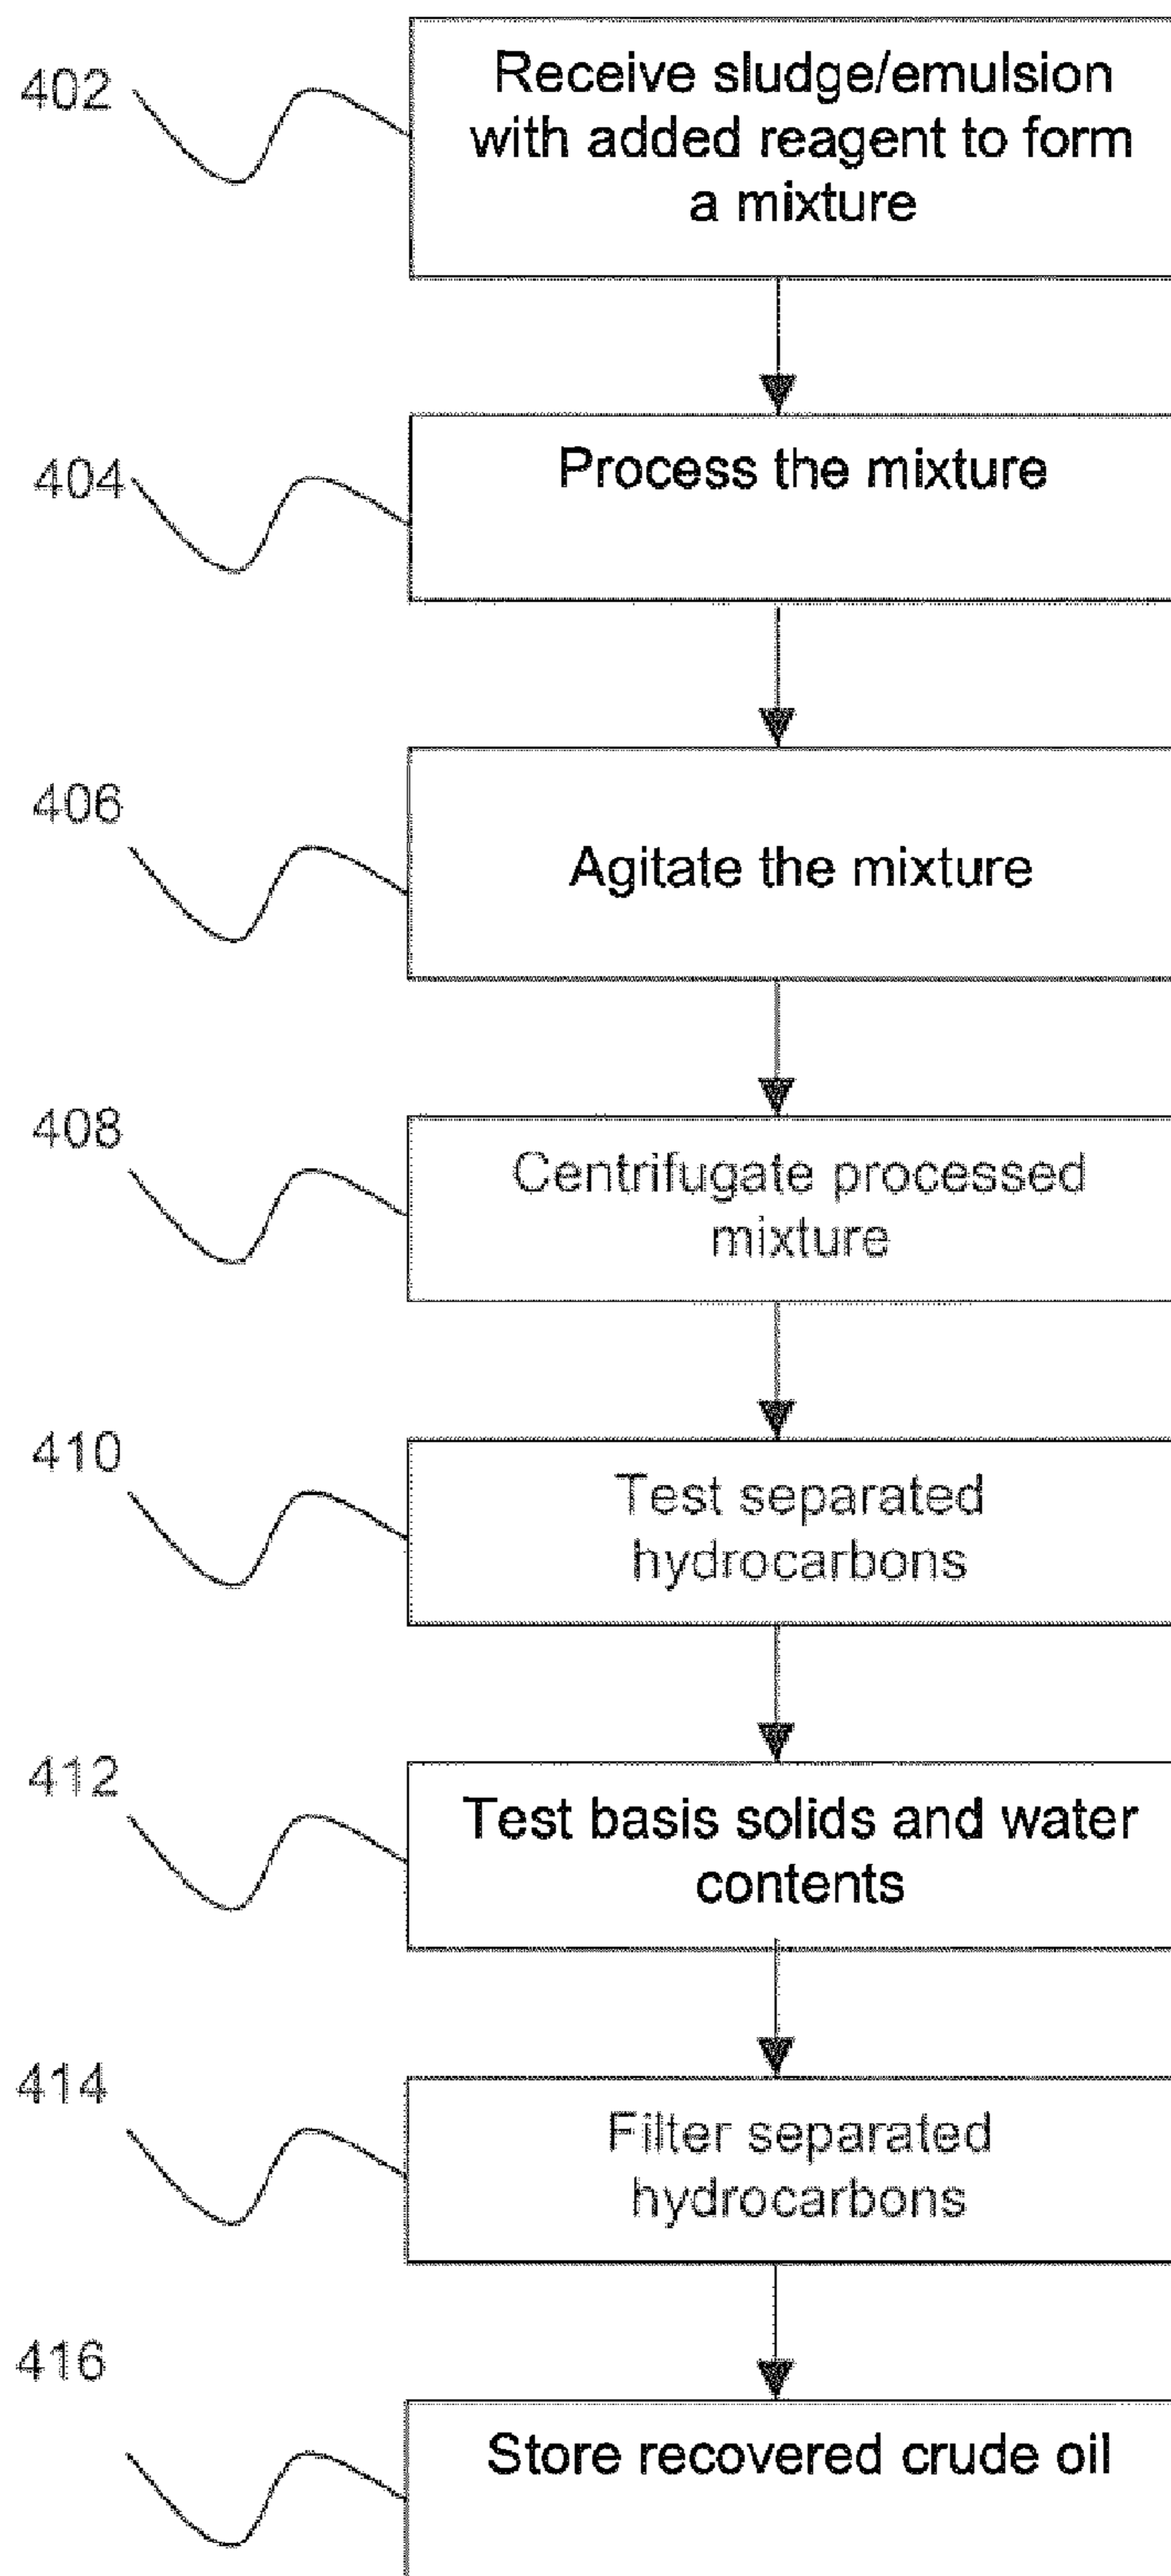 402
Receive sludge/emulsion
with added reagent to form
a mixture
404
Process the mixture
406
Agitate the mixture
408
Centrifugate processed
mixture
410
Test separated
hydrocarbons
412
Test basis solids and water
contents
414
Filter separated
hydrocarbons
416
Store recovered crude oil